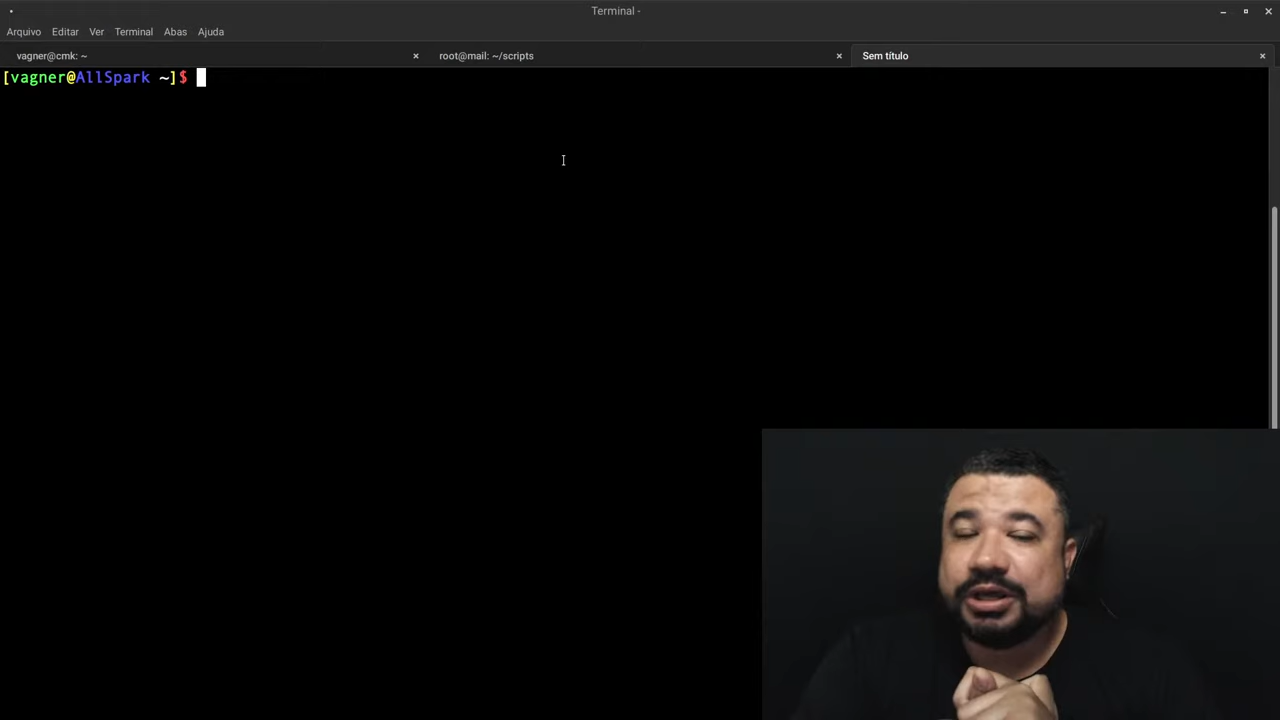 Terminal -
Arquivo Editar Ver Terminal Abas Ajuda
vagner@cmk: ~ root@mail: ~/scripts Sem título
[vagner@AllSpark ~]$